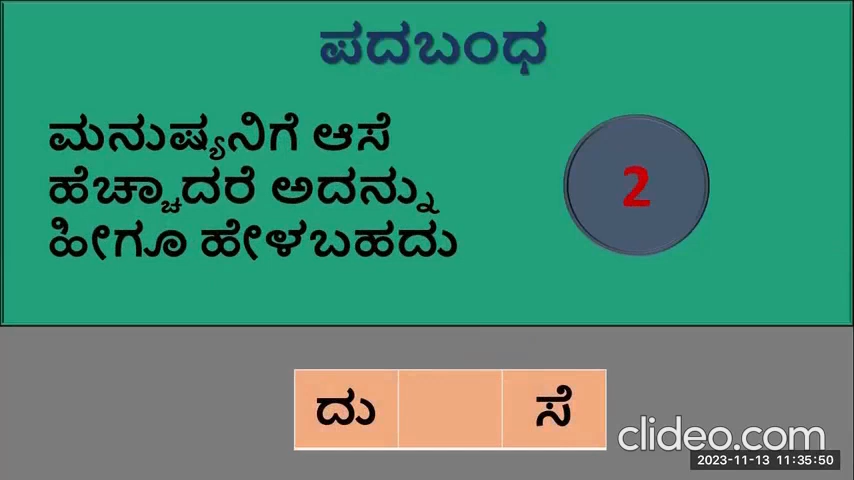 ಪದಬಂಧ
ಮನುಷ್ಯನಿಗೆ ಆಸೆ
ಹೆಚ್ಚಾದರೆ ಅದನ್ನು
ಹೀಗೂ ಹೇಳಬಹದು
2
ದು ಸೆ
clideo.com
2023-11-13 11:35:50